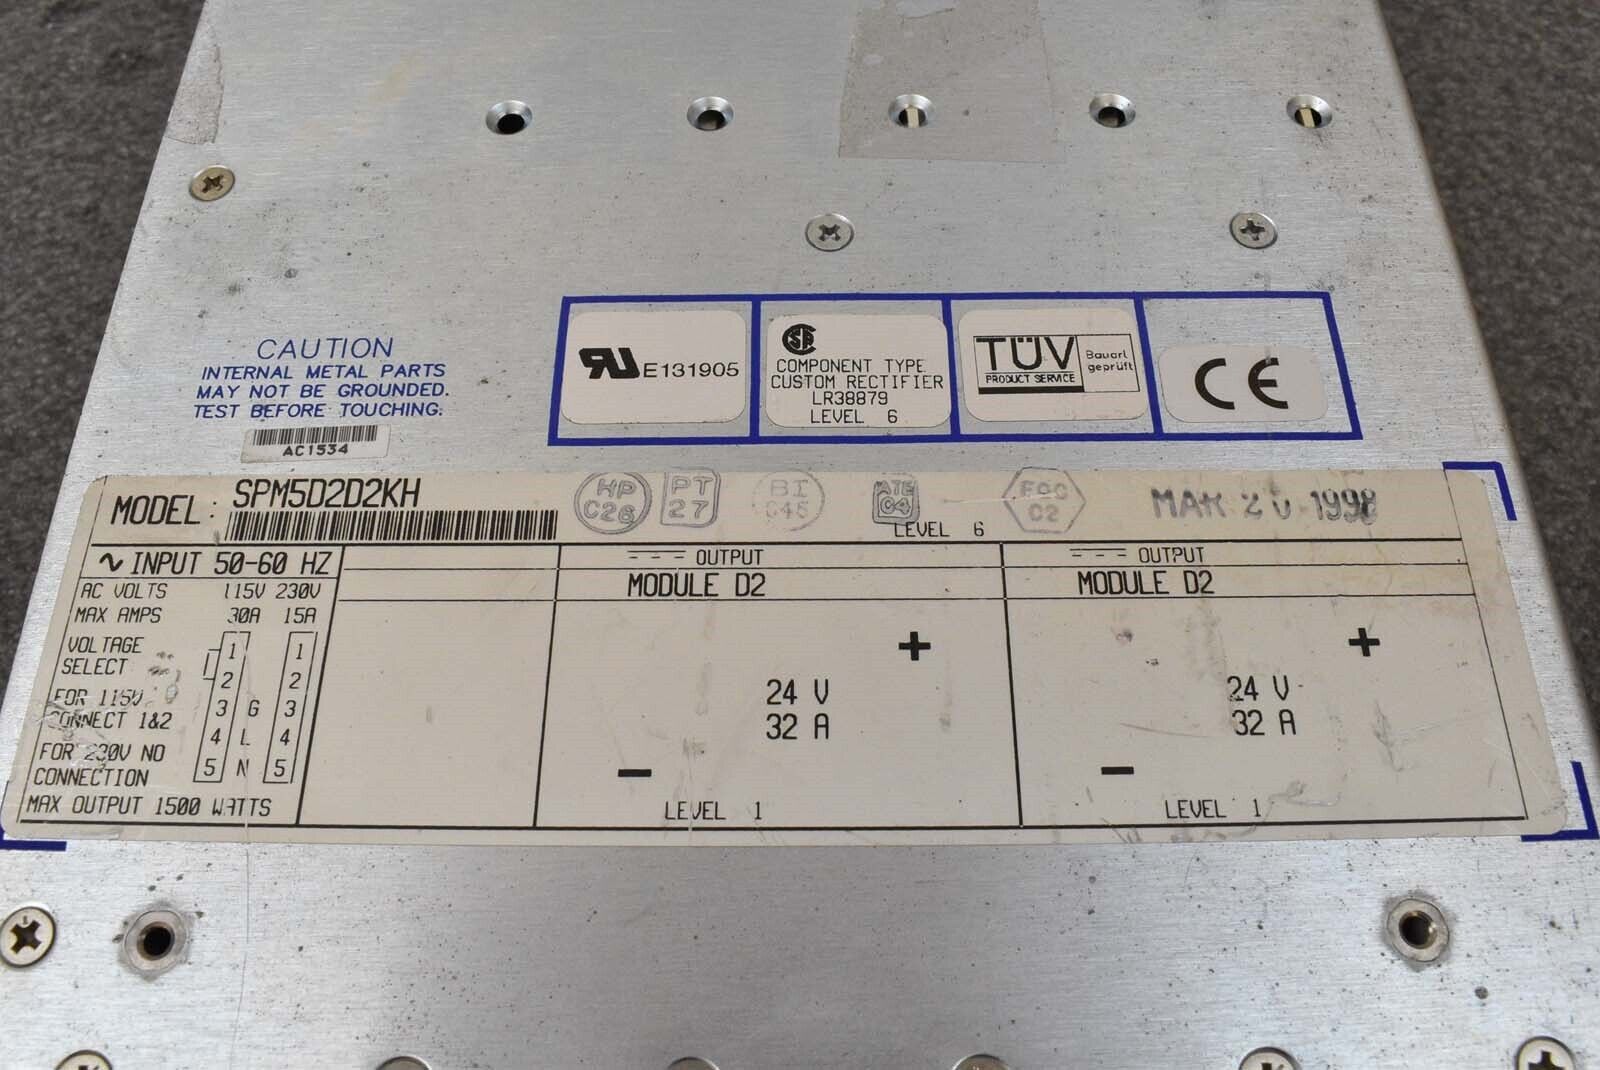 CAUTION
INTERNAL METAL PARTS
MAY NOT BE GROUNDED.
TEST BEFORE TOUCHING.
AC1534
E131905
COMPONENT TYPE
CUSTOM RECTIFIER
LR38879
LEVEL 6
TÜV
PRODUCT SERVICE
Bauart
geprüft
CE
MODEL: SPM5D2D2KH
HP
C26
PT
27
BI
ATE
C4
LEVEL 6
C2
MAR 1998
∿ INPUT 50-60 HZ
AC VOLTS 115V 230V
MAX AMPS 30A 15A
VOLTAGE
SELECT
FOR 115V
CONNECT 1&2
FOR 230V NO
CONNECTION
1 1
2 2
3 G 3
4 L 4
5 N 5
MAX OUTPUT 1500 WATTS
OUTPUT
MODULE D2
+
24 V
32 A
-
LEVEL 1
OUTPUT
MODULE D2
+
24 V
32 A
-
LEVEL 1